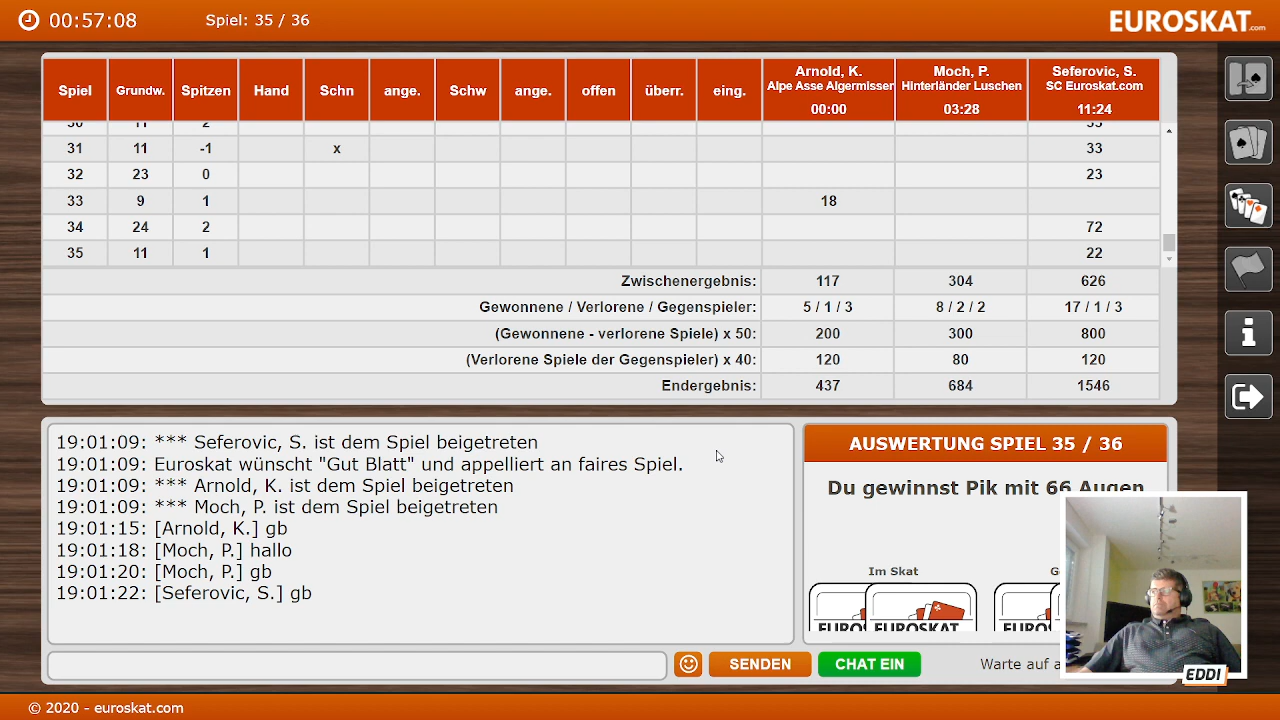 00:57:08 Spiel: 35 / 36 EUROSKAT.com
Spiel Grundw. Spitzen Hand Schn ange. Schw ange. offen überr. eing. Arnold, K. Moch, P. Seferovic, S.
Alpe Asse Algermissen Hinterländer Luschen SC Euroskat.com
00:00 03:28 11:24
30 11 2 33
31 11 -1 x 33
32 23 0 23
33 9 1 18
34 24 2 72
35 11 1 22
Zwischenergebnis: 117 304 626
Gewonnene / Verlorene / Gegenspieler: 5 / 1 / 3 8 / 2 / 2 17 / 1 / 3
(Gewonnene - verlorene Spiele) x 50: 200 300 800
(Verlorene Spiele der Gegenspieler) x 40: 120 80 120
Endergebnis: 437 684 1546
19:01:09: *** Seferovic, S. ist dem Spiel beigetreten
19:01:09: Euroskat wünscht "Gut Blatt" und appelliert an faires Spiel.
19:01:09: *** Arnold, K. ist dem Spiel beigetreten
19:01:09: *** Moch, P. ist dem Spiel beigetreten
19:01:15: [Arnold, K.] gb
19:01:18: [Moch, P.] hallo
19:01:20: [Moch, P.] gb
19:01:22: [Seferovic, S.] gb
AUSWERTUNG SPIEL 35 / 36
Du gewinnst Pik mit 66 Augen
Im Skat
EUROSKAT
SENDEN CHAT EIN Warte auf
EDDI
© 2020 - euroskat.com